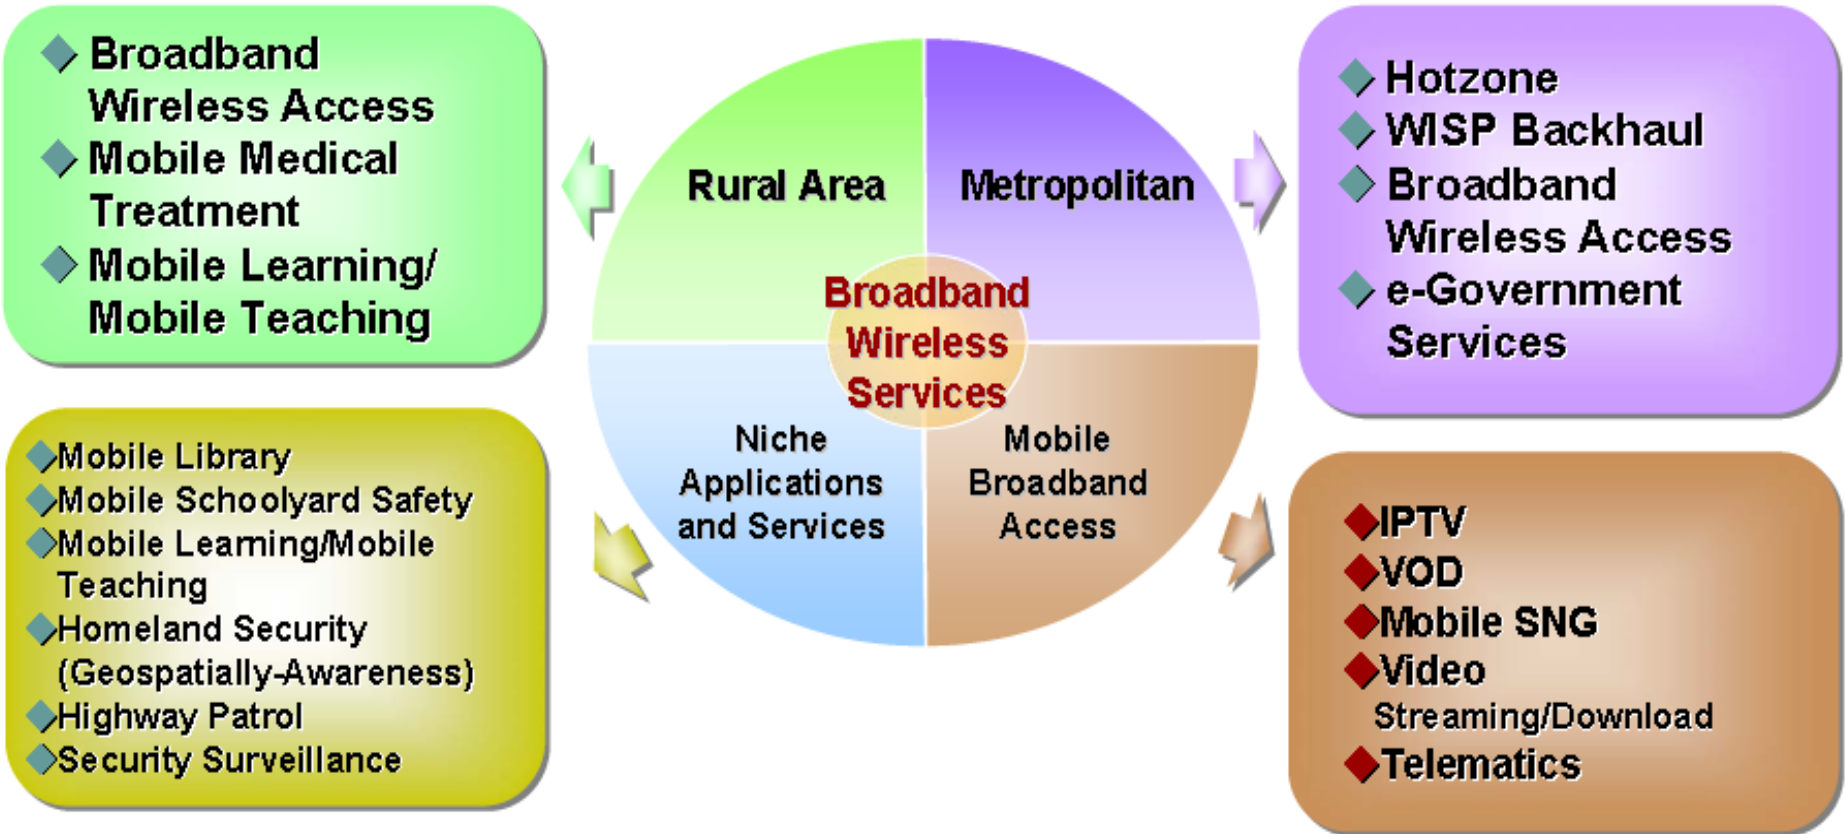 Broadband
Wireless Access
Mobile Medical
Treatment
Mobile Learning/
Mobile Teaching
Rural Area
Metropolitan
Hotzone
WISP Backhaul
Broadband
Wireless Access
e-Government
Services
Broadband
Wireless
Services
Mobile Library
Mobile Schoolyard Safety
Mobile Learning/Mobile
Teaching
Homeland Security
(Geospatially-Awareness)
Highway Patrol
Security Surveillance
Niche
Applications
and Services
Mobile
Broadband
Access
IPTV
VOD
Mobile SNG
Video
Streaming/Download
Telematics